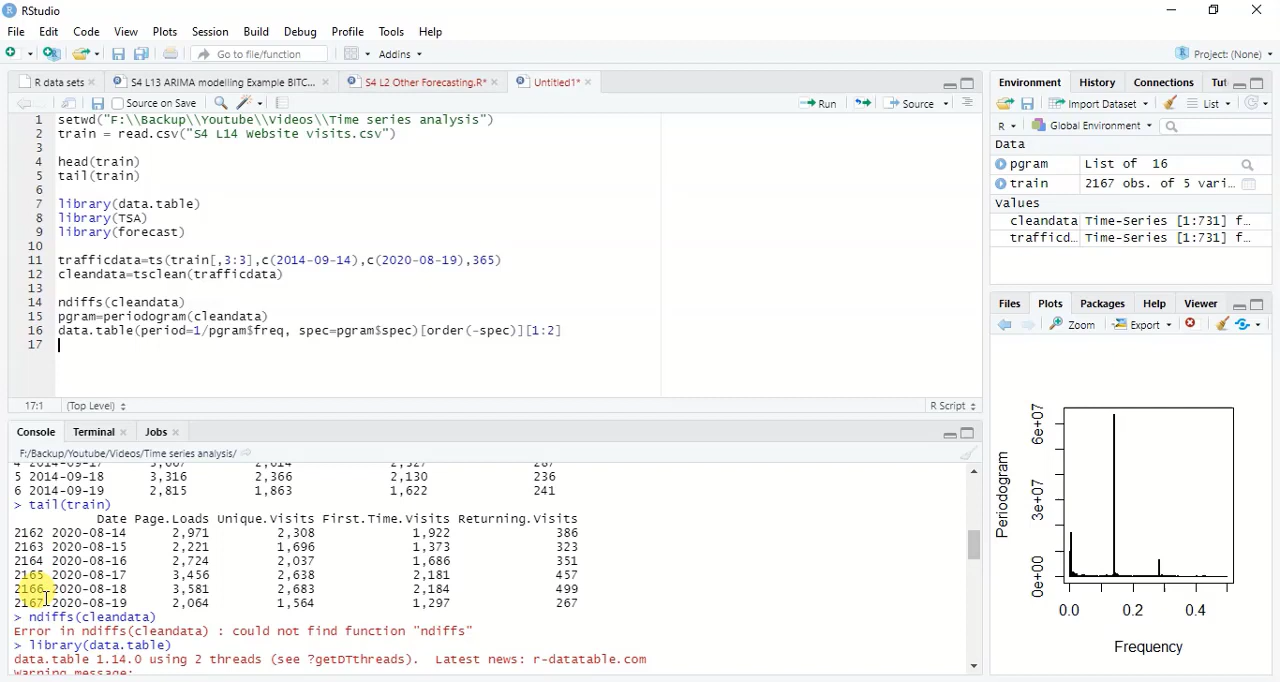 RStudio
File Edit Code View Plots Session Build Debug Profile Tools Help
Go to file/function Addins Project: (None)
R data sets S4 L13 ARIMA modelling Example BITC... S4 L2 Other Forecasting.R* Untitled1*
Source on Save Run Source
1 setwd("F:\\Backup\\Youtube\\Videos\\Time series analysis")
2 train = read.csv("S4 L14 Website visits.csv")
3
4 head(train)
5 tail(train)
6
7 library(data.table)
8 library(TSA)
9 library(forecast)
10
11 trafficdata=ts(train[,3:3],c(2014-09-14),c(2020-08-19),365)
12 cleandata=tsclean(trafficdata)
13
14 ndiffs(cleandata)
15 pgram=periodogram(cleandata)
16 data.table(period=1/pgram$freq, spec=pgram$spec)[order(-spec)][1:2]
17
17:1 (Top Level) R Script
Console Terminal Jobs
F:/Backup/Youtube/Videos/Time series analysis/
4 2014-09-17 3,667 2,614 2,327 287
5 2014-09-18 3,316 2,366 2,130 236
6 2014-09-19 2,815 1,863 1,622 241
> tail(train)
Date Page.Loads Unique.Visits First.Time.Visits Returning.Visits
2162 2020-08-14 2,971 2,308 1,922 386
2163 2020-08-15 2,221 1,696 1,373 323
2164 2020-08-16 2,724 2,037 1,686 351
2165 2020-08-17 3,456 2,638 2,181 457
2166 2020-08-18 3,581 2,683 2,184 499
2167 2020-08-19 2,064 1,564 1,297 267
> ndiffs(cleandata)
Error in ndiffs(cleandata) : could not find function "ndiffs"
> library(data.table)
data.table 1.14.0 using 2 threads (see ?getDTthreads). Latest news: r-datatable.com
Warning message:
Environment History Connections Tut
Import Dataset List
R Global Environment
Data
pgram List of 16
train 2167 obs. of 5 vari...
Values
cleandata Time-Series [1:731] f...
trafficd... Time-Series [1:731] f...
Files Plots Packages Help Viewer
Zoom Export
Periodogram
0e+00 3e+07 6e+07
0.0 0.2 0.4
Frequency